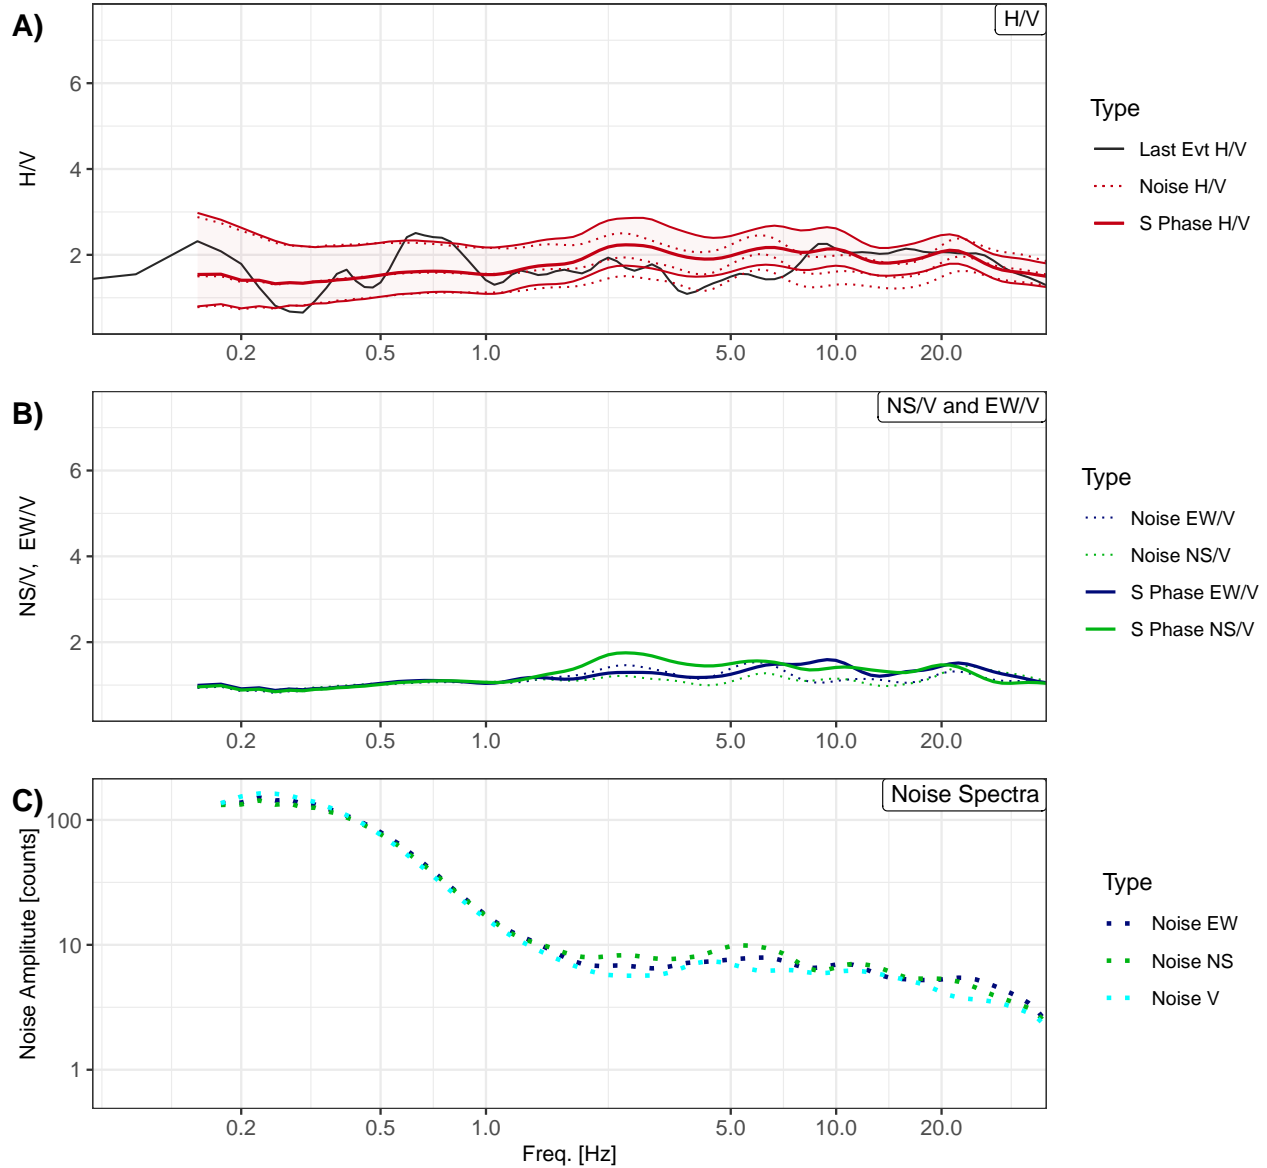 A)
H/V
6
4
2
H/V
0.2 0.5 1.0 5.0 10.0 20.0
Type
Last Evt H/V
Noise H/V
S Phase H/V
B)
NS/V and EW/V
6
4
2
NS/V,  EW/V
0.2 0.5 1.0 5.0 10.0 20.0
Type
Noise EW/V
Noise NS/V
S Phase EW/V
S Phase NS/V
C)
Noise Spectra
100
10
1
Noise Amplitute [counts]
0.2 0.5 1.0 5.0 10.0 20.0
Freq. [Hz]
Type
Noise EW
Noise NS
Noise V